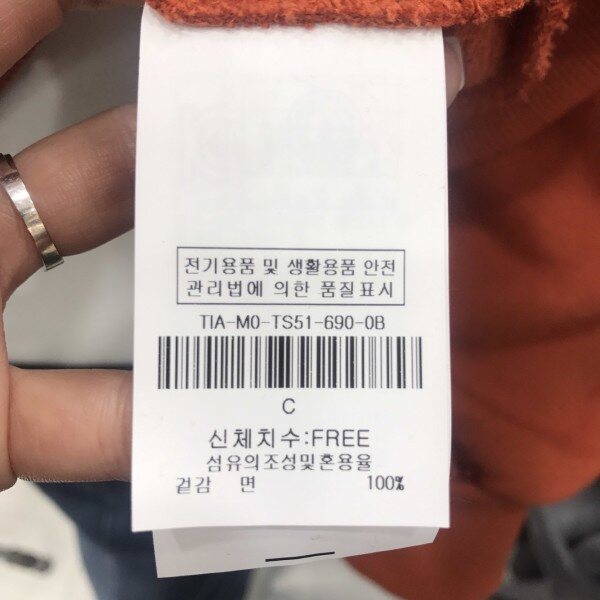 전기용품 및 생활용품 안전
관리법에 의한 품질표시
TIA-M0-TS51-690-0B
C
신체치수:FREE
섬유의조성및혼용율
겉감 면 100%